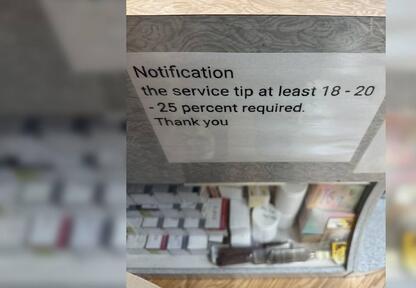 Notification
the service tip at least 18 - 20
- 25 percent required.
Thank you